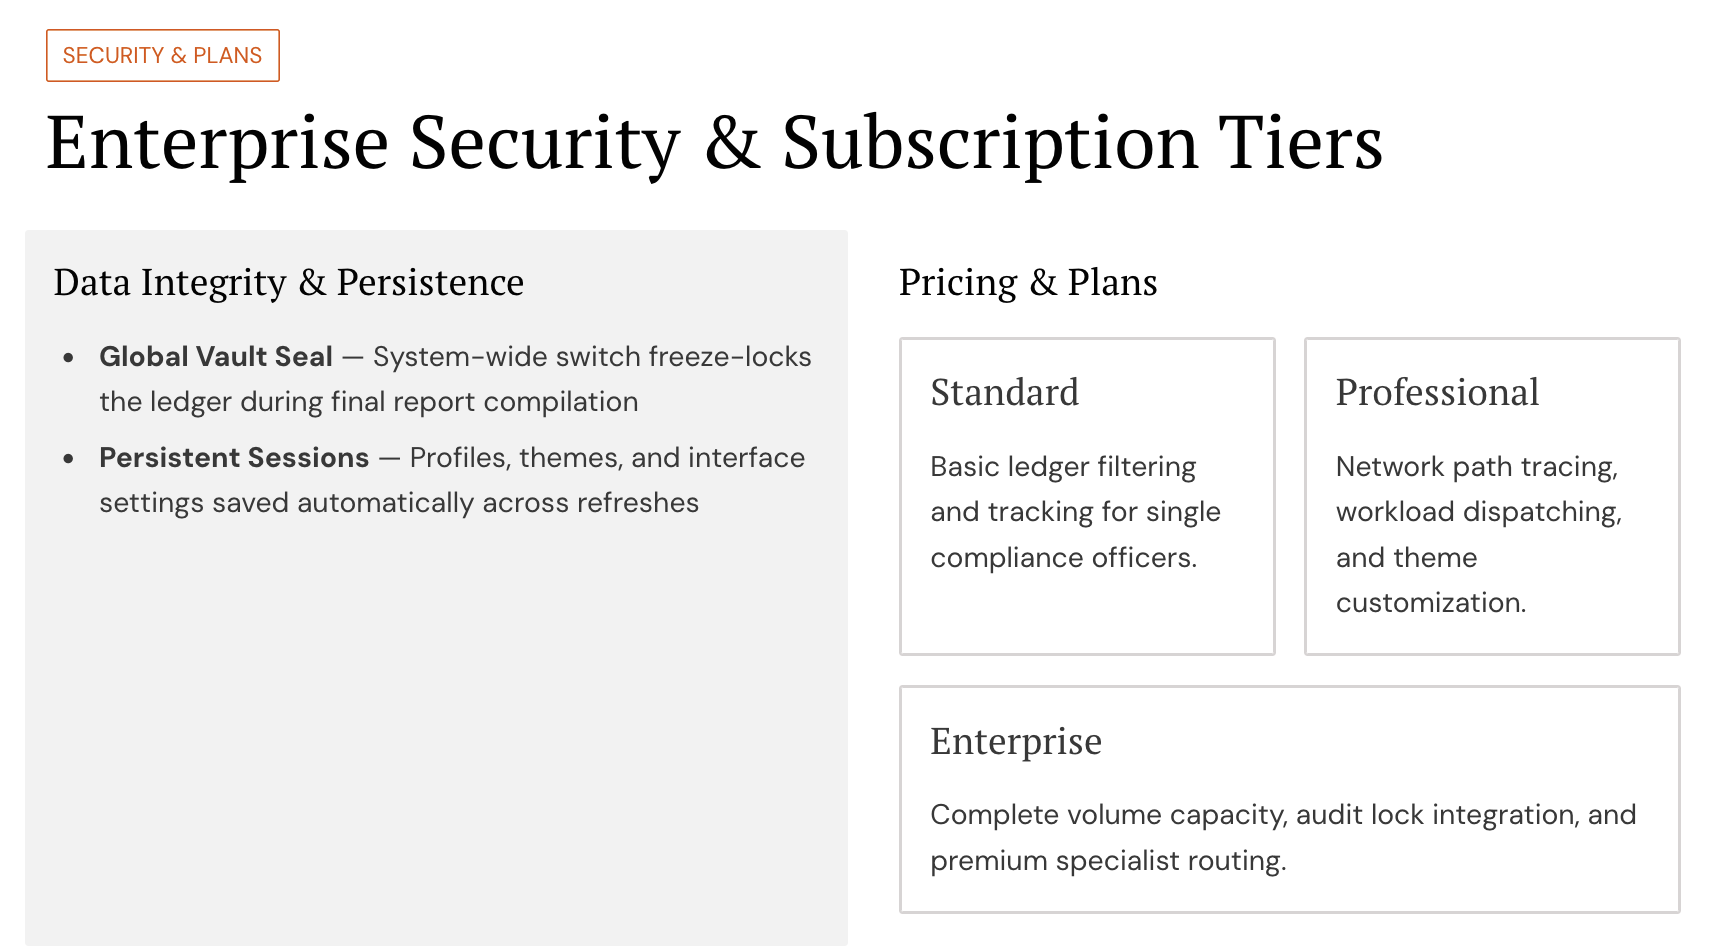 SECURITY & PLANS
Enterprise Security & Subscription Tiers
Data Integrity & Persistence
• Global Vault Seal — System-wide switch freeze-locks
the ledger during final report compilation
• Persistent Sessions — Profiles, themes, and interface
settings saved automatically across refreshes
Pricing & Plans
Standard
Basic ledger filtering
and tracking for single
compliance officers.
Professional
Network path tracing,
workload dispatching,
and theme
customization.
Enterprise
Complete volume capacity, audit lock integration, and
premium specialist routing.